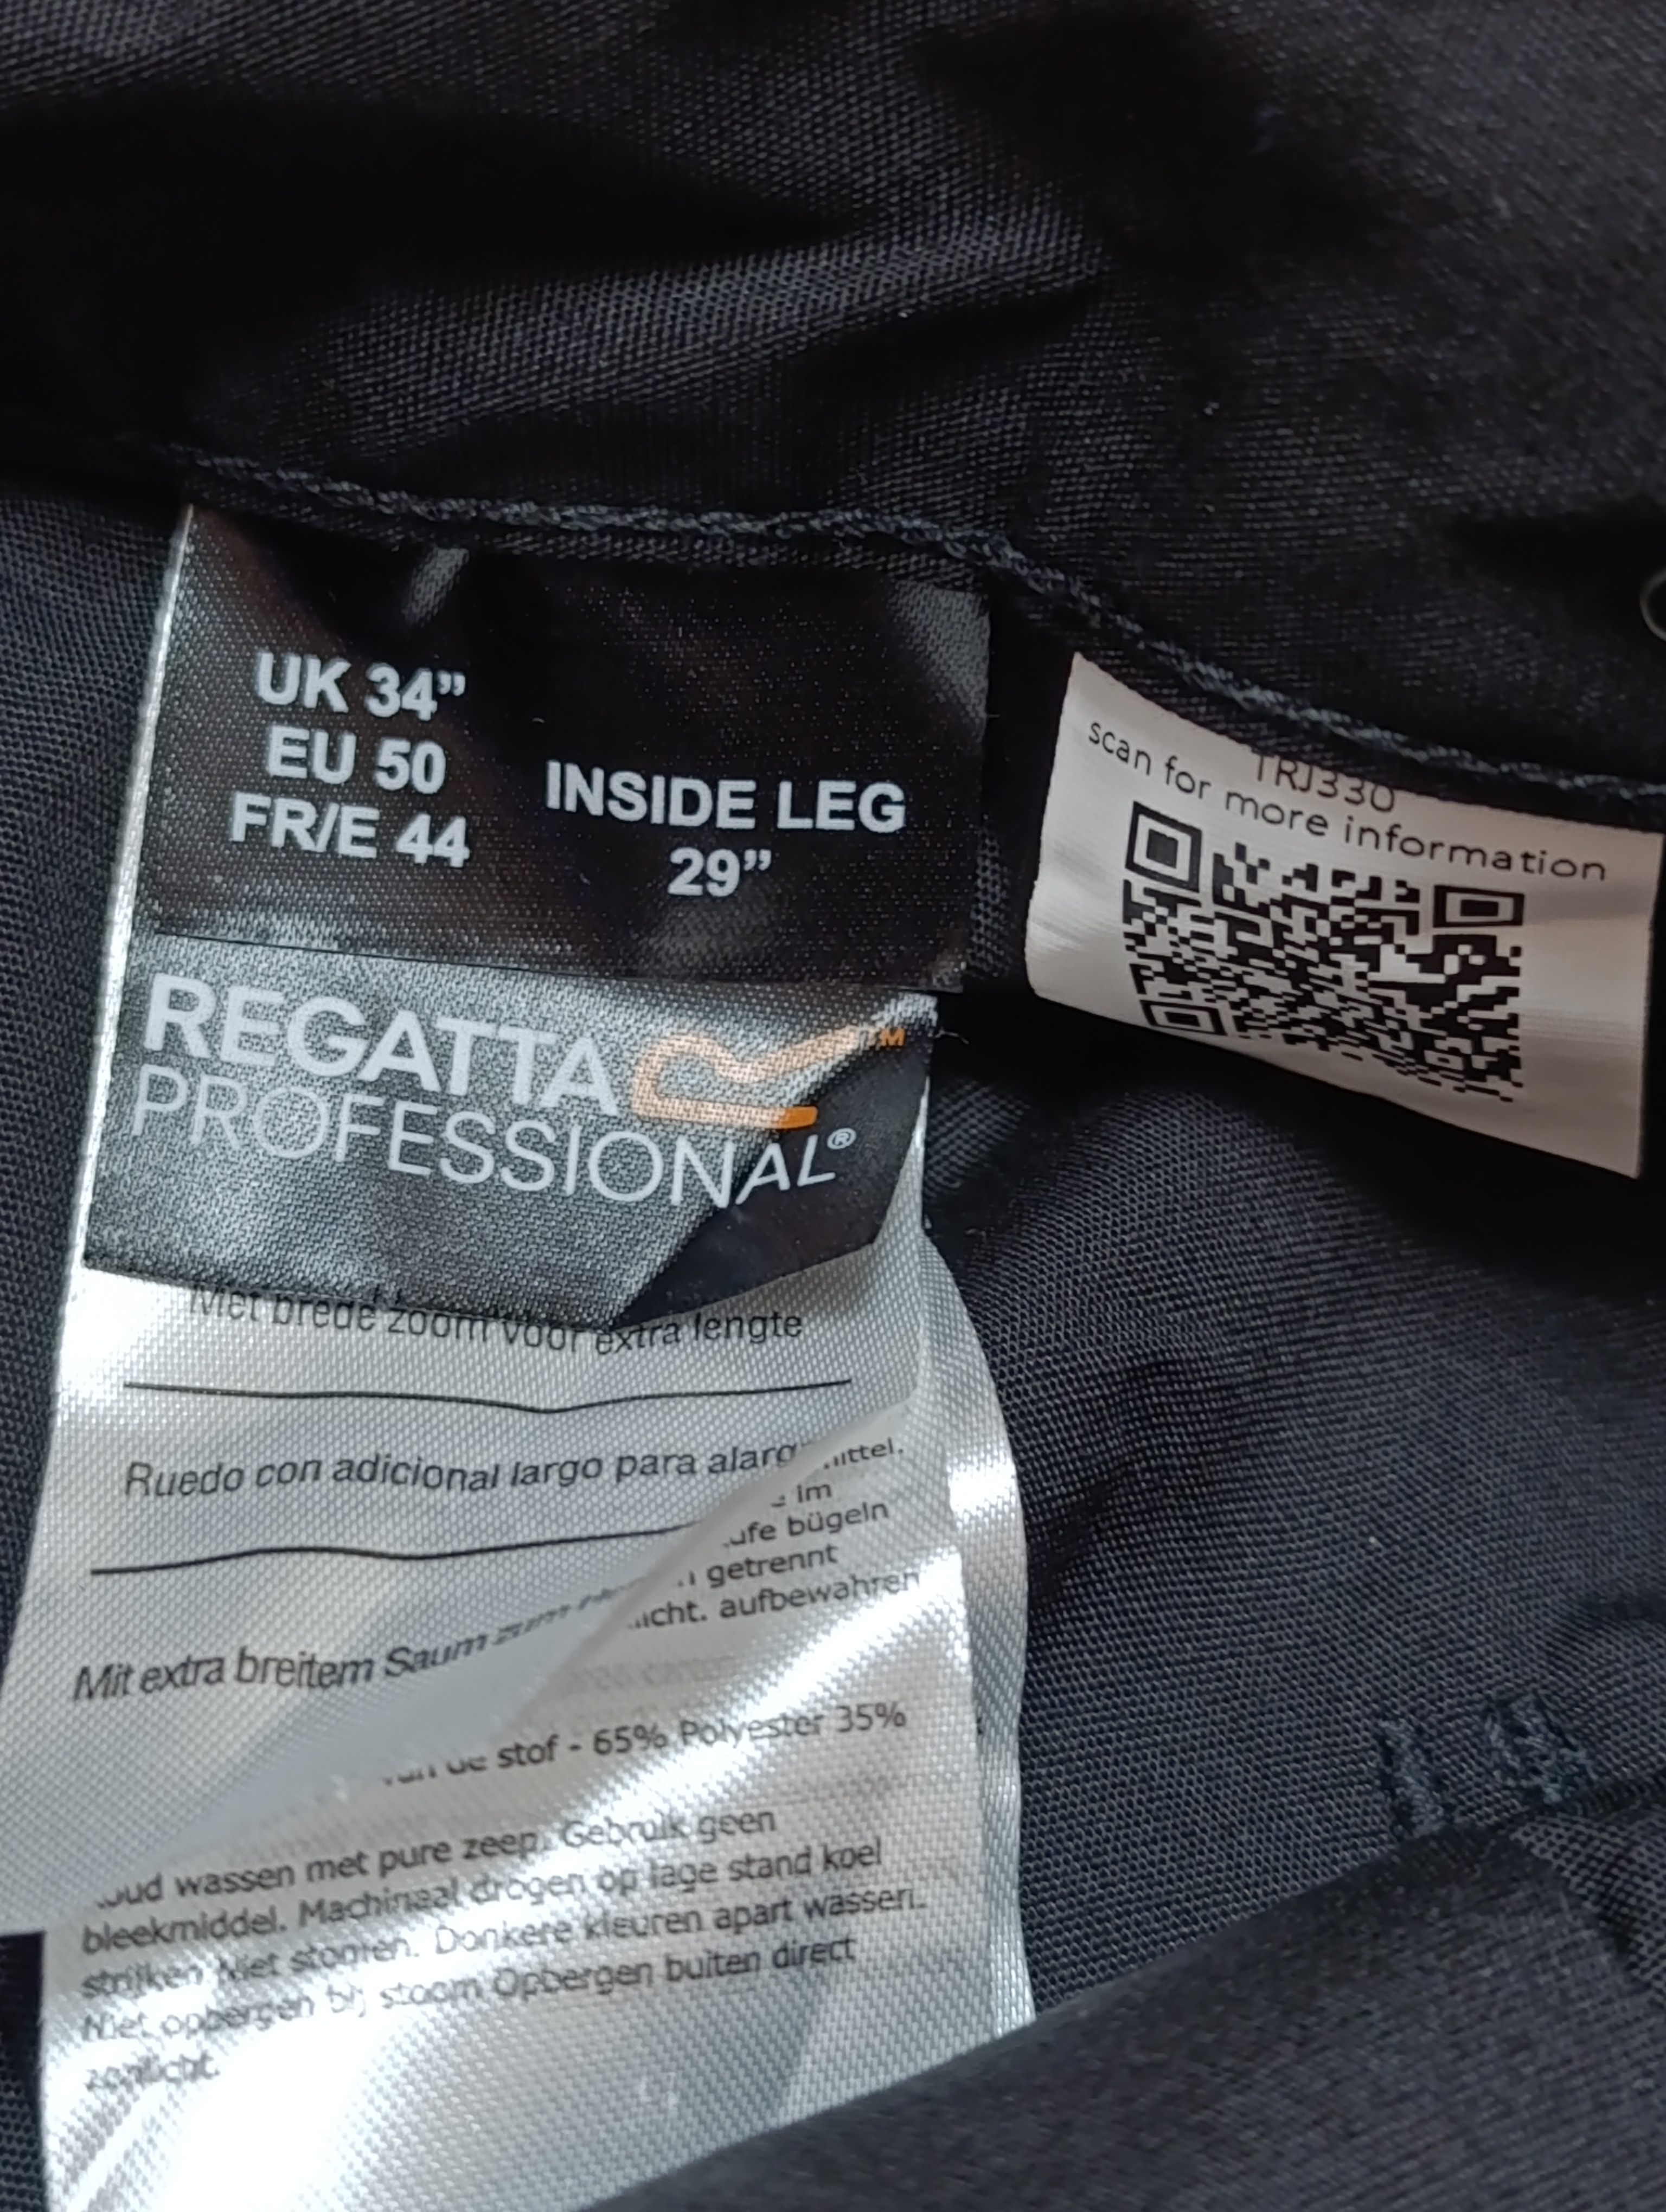 UK 34”
EU 50
FR/E 44
INSIDE LEG
29”
REGATTA ™
PROFESSIONAL®
scan for more information
TRJ330
Met brede zoom voor extra lengte
Ruedo con adicional largo para
Mit extra breitem Saum
im
bügeln
getrennt
aufbewahren
stof - 65% Polyester 35%
wassen met pure zeep. Gebruik geen
bleekmiddel. Machinaal drogen op lage stand koel
strijken Niet stomen. Donkere kleuren apart wassen.
Niet opbergen bij stoom Opbergen buiten direct
zonlicht.